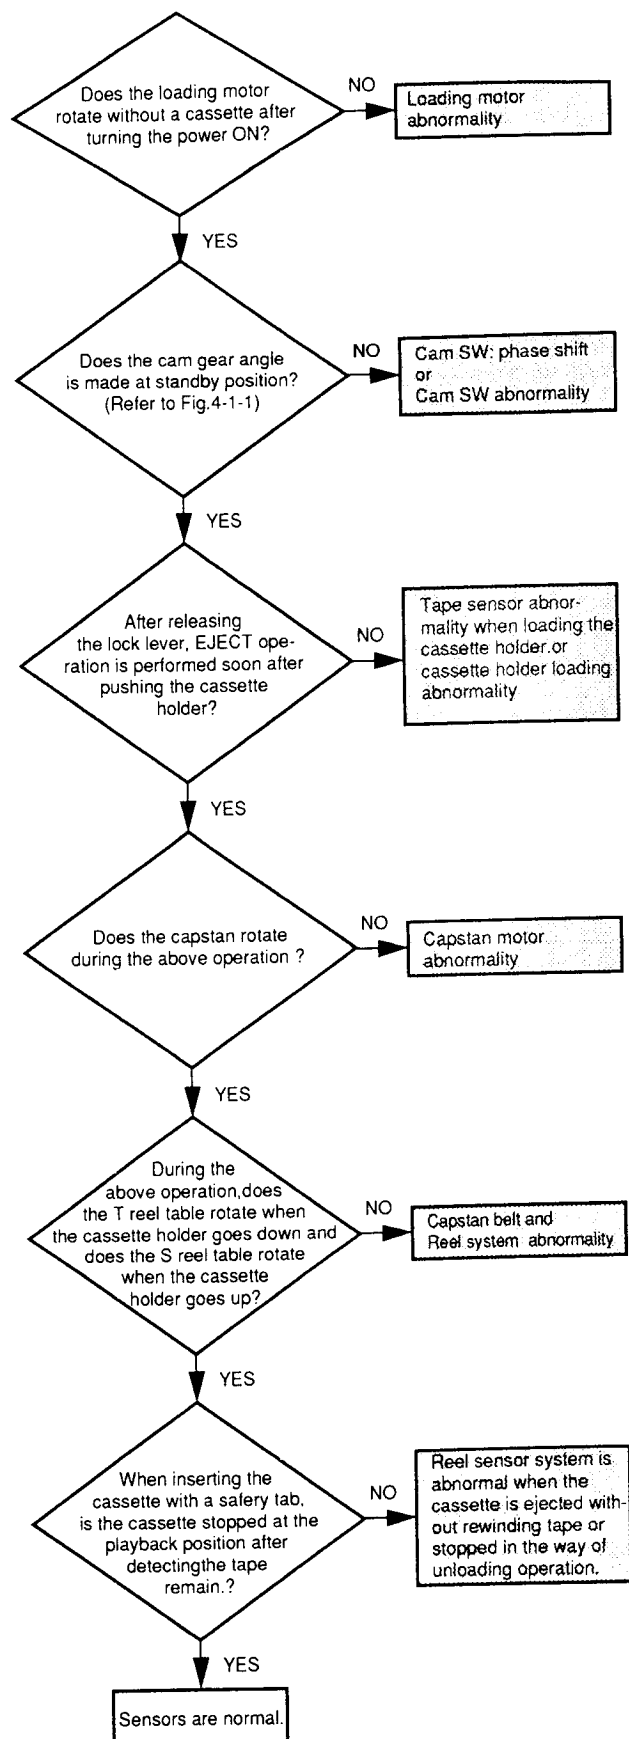 Does the loading motor
rotate without a cassette after
turning the power ON?
NO
Loading motor
abnormality
YES
Does the cam gear angle
is made at standby position?
(Refer to Fig.4-1-1)
NO
Cam SW: phase shift
or
Cam SW abnormality
YES
After releasing
the lock lever, EJECT ope-
ration is performed soon after
pushing the cassette
holder?
NO
Tape sensor abnor-
mality when loading the
cassette holder.or
cassette holder loading
abnormality
YES
Does the capstan rotate
during the above operation ?
NO
Capstan motor
abnormality
YES
During the
above operation,does
the T reel table rotate when
the cassette holder goes down and
does the S reel table rotate
when the cassette
holder goes up?
NO
Capstan belt and
Reel system abnormality
YES
When inserting the
cassette with a safery tab,
is the cassette stopped at the
playback position after
detectingthe tape
remain.?
NO
Reel sensor system is
abnormal when the
cassette is ejected with-
out rewinding tape or
stopped in the way of
unloading operation.
YES
Sensors are normal.